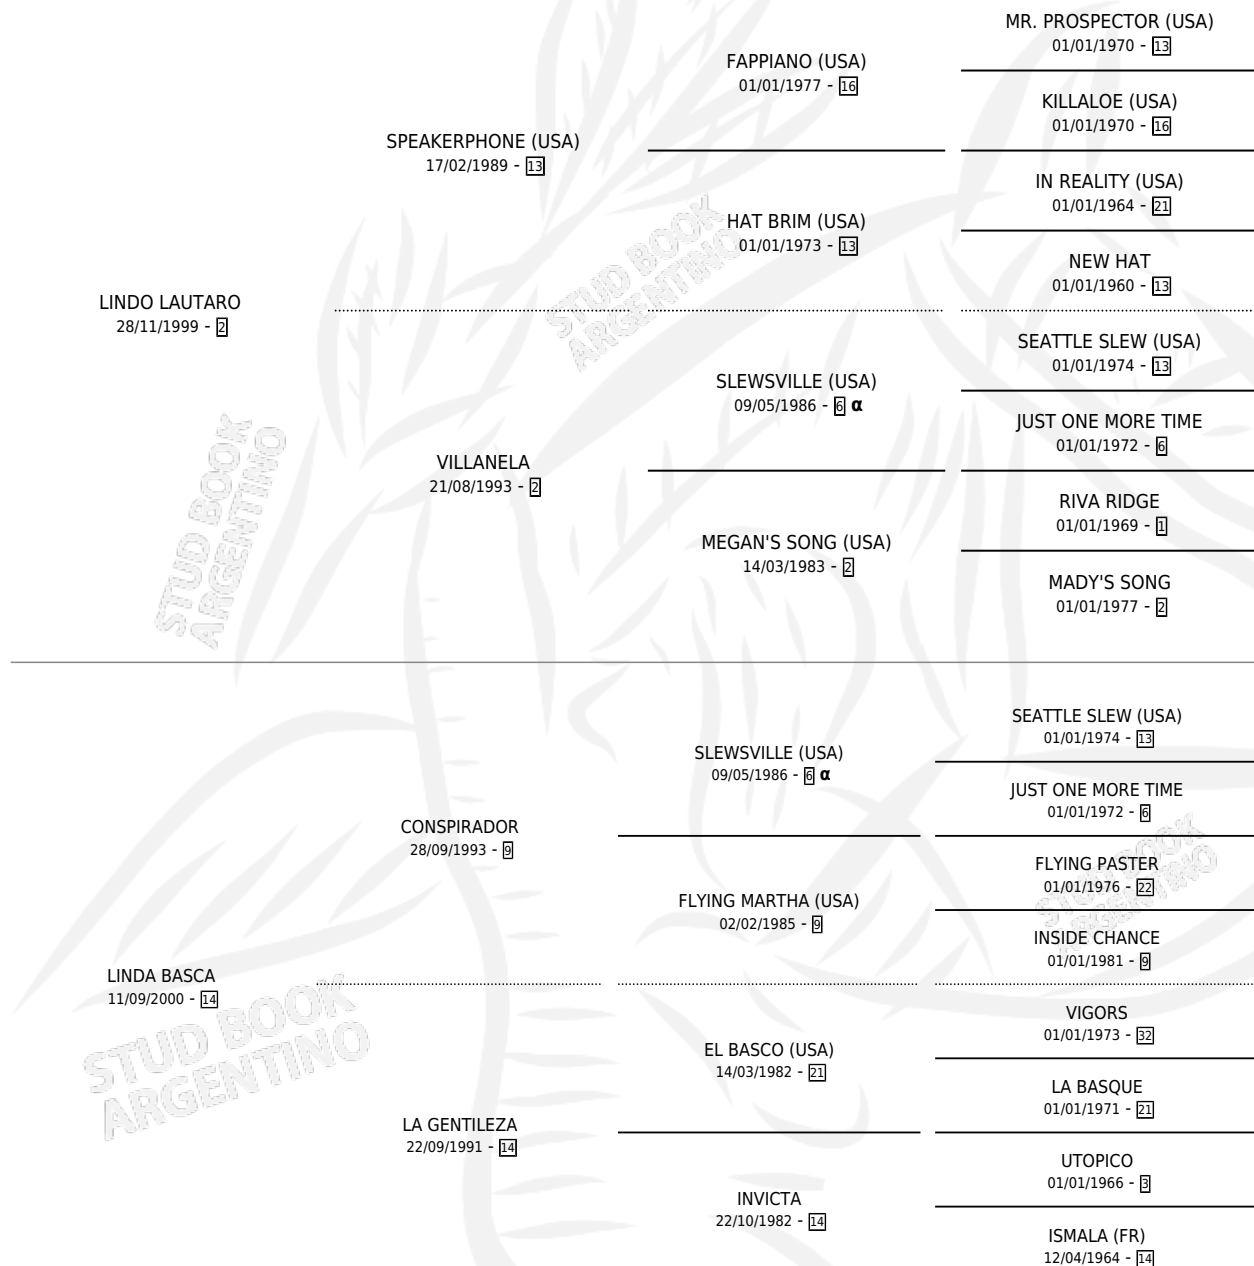 MR. PROSPECTOR (USA)
01/01/1970 - 13
FAPPIANO (USA)
01/01/1977 - 16
KILLALOE (USA)
01/01/1970 - 16
SPEAKERPHONE (USA)
17/02/1989 - 13
IN REALITY (USA)
01/01/1964 - 21
HAT BRIM (USA)
01/01/1973 - 13
NEW HAT
01/01/1960 - 13
LINDO LAUTARO
28/11/1999 - 2
SEATTLE SLEW (USA)
01/01/1974 - 13
SLEWSVILLE (USA)
09/05/1986 - 6 α
JUST ONE MORE TIME
01/01/1972 - 6
VILLANELA
21/08/1993 - 2
RIVA RIDGE
01/01/1969 - 1
MEGAN'S SONG (USA)
14/03/1983 - 2
MADY'S SONG
01/01/1977 - 2
SEATTLE SLEW (USA)
01/01/1974 - 13
SLEWSVILLE (USA)
09/05/1986 - 6 α
JUST ONE MORE TIME
01/01/1972 - 6
CONSPIRADOR
28/09/1993 - 9
FLYING PASTER
01/01/1976 - 22
FLYING MARTHA (USA)
02/02/1985 - 9
INSIDE CHANCE
01/01/1981 - 9
LINDA BASCA
11/09/2000 - 14
VIGORS
01/01/1973 - 32
EL BASCO (USA)
14/03/1982 - 21
LA BASQUE
01/01/1971 - 21
LA GENTILEZA
22/09/1991 - 14
UTOPICO
01/01/1966 - 3
INVICTA
22/10/1982 - 14
ISMALA (FR)
12/04/1964 - 14
STUD BOOK
ARGENTINO
STUD BOOK
ARGENTINO
STUD BOOK
ARGENTINO
STUD BOOK
ARGENTINO